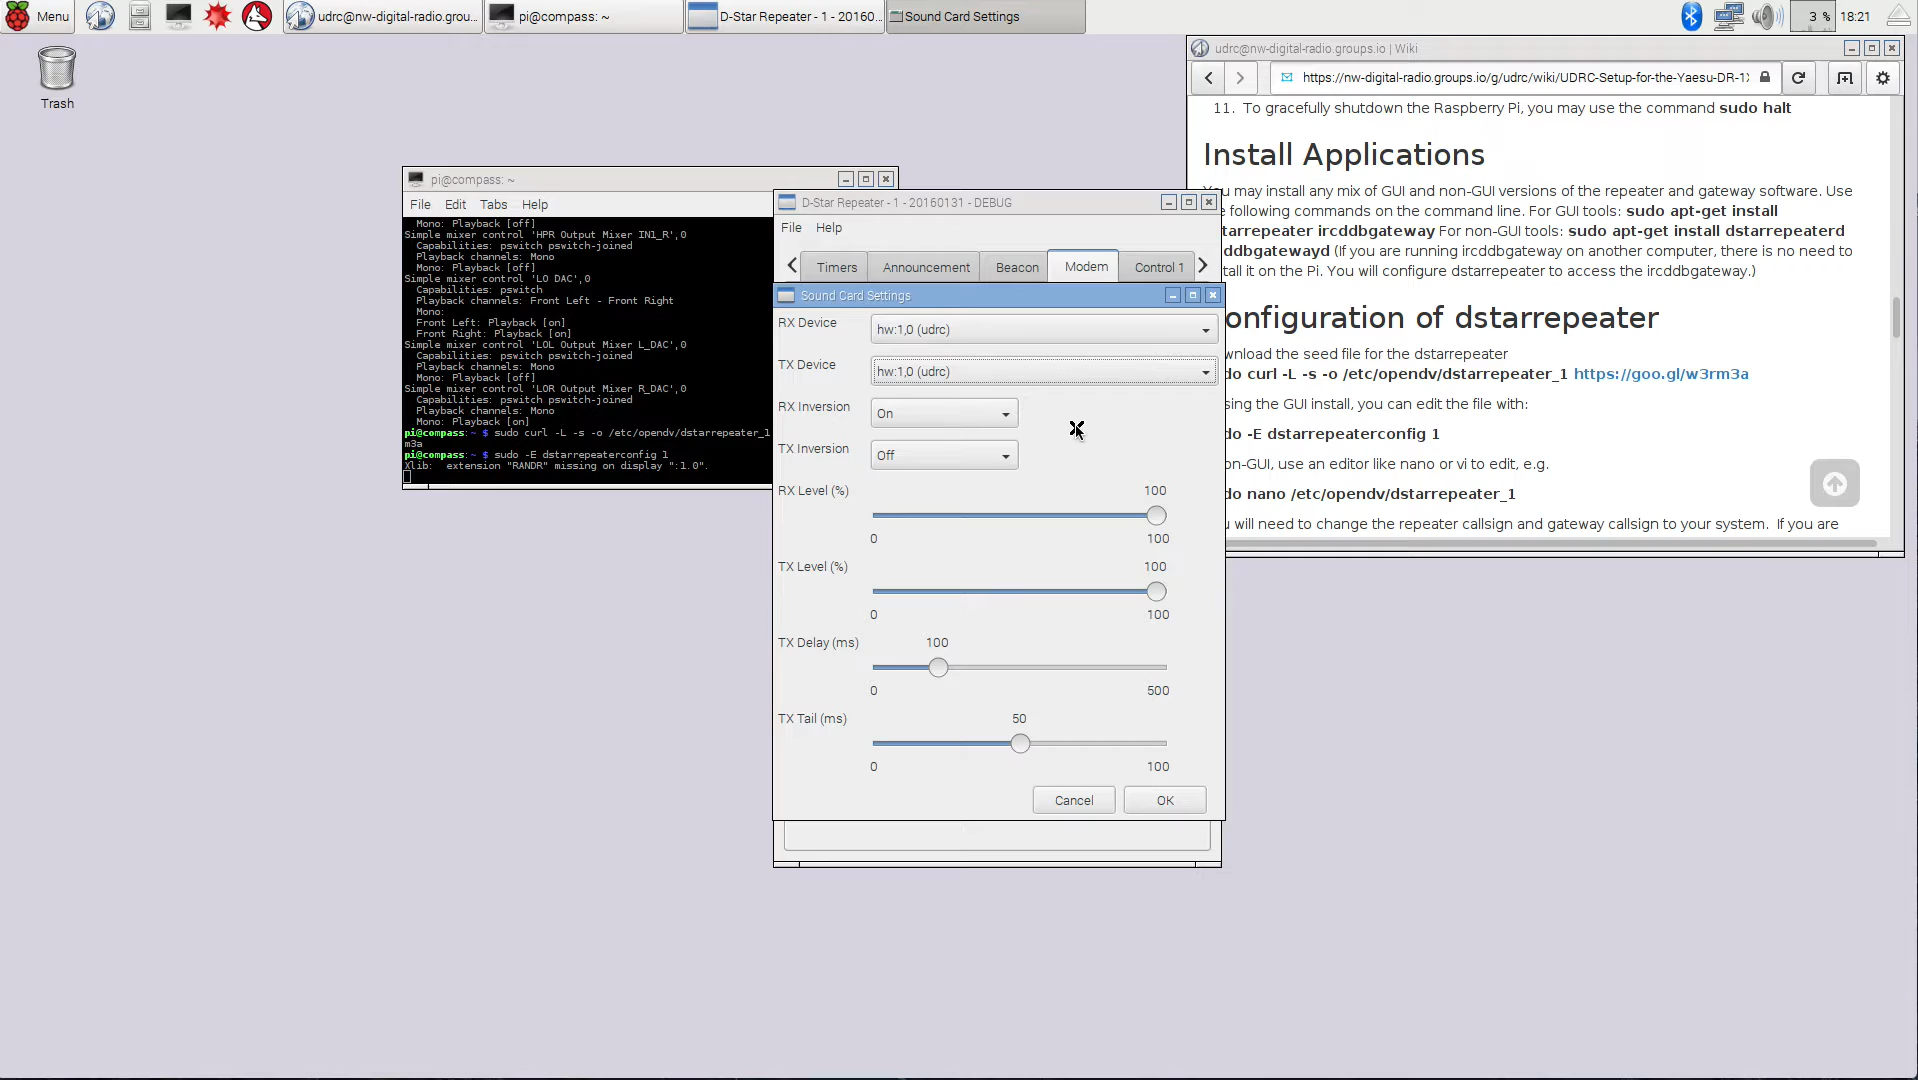 Menu
udrc@nw-digital-radio.grou...
pi@compass: ~
D-Star Repeater - 1 - 20160...
Sound Card Settings
3 %
18:21
Trash
pi@compass: ~
File Edit Tabs Help
Mono: Playback [off]
Simple mixer control 'HPR Output Mixer IN1_R',0
Capabilities: pswitch pswitch-joined
Playback channels: Mono
Mono: Playback [off]
Simple mixer control 'LO DAC',0
Capabilities: pswitch
Playback channels: Front Left - Front Right
Mono:
Front Left: Playback [on]
Front Right: Playback [on]
Simple mixer control 'LOL Output Mixer L_DAC',0
Capabilities: pswitch pswitch-joined
Playback channels: Mono
Mono: Playback [off]
Simple mixer control 'LOR Output Mixer R_DAC',0
Capabilities: pswitch pswitch-joined
Playback channels: Mono
Mono: Playback [on]
pi@compass:~ $ sudo curl -L -s -o /etc/opendv/dstarrepeater_1
m3a
pi@compass:~ $ sudo -E dstarrepeaterconfig 1
Xlib:  extension "RANDR" missing on display ":1.0".
D-Star Repeater - 1 - 20160131 - DEBUG
File Help
Timers Announcement Beacon Modem Control 1
Sound Card Settings
RX Device hw:1,0 (udrc)
TX Device hw:1,0 (udrc)
RX Inversion On
TX Inversion Off
RX Level (%) 100
0 100
TX Level (%) 100
0 100
TX Delay (ms) 100
0 500
TX Tail (ms) 50
0 100
Cancel OK
udrc@nw-digital-radio.groups.io | Wiki
https://nw-digital-radio.groups.io/g/udrc/wiki/UDRC-Setup-for-the-Yaesu-DR-1
11. To gracefully shutdown the Raspberry Pi, you may use the command sudo halt
Install Applications
You may install any mix of GUI and non-GUI versions of the repeater and gateway software. Use
e following commands on the command line. For GUI tools: sudo apt-get install
tarrepeater ircddbgateway For non-GUI tools: sudo apt-get install dstarrepeaterd
ddbgatewayd (If you are running ircddbgateway on another computer, there is no need to
tall it on the Pi. You will configure dstarrepeater to access the ircddbgateway.)
onfiguration of dstarrepeater
wnload the seed file for the dstarrepeater
do curl -L -s -o /etc/opendv/dstarrepeater_1 https://goo.gl/w3rm3a
sing the GUI install, you can edit the file with:
do -E dstarrepeaterconfig 1
on-GUI, use an editor like nano or vi to edit, e.g.
do nano /etc/opendv/dstarrepeater_1
u will need to change the repeater callsign and gateway callsign to your system.  If you are